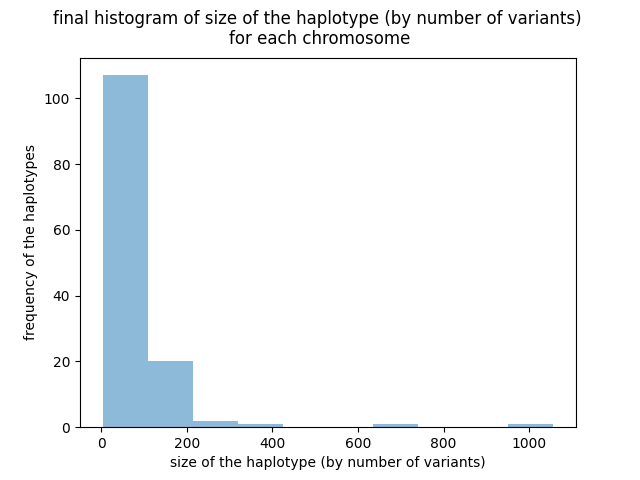 final histogram of size of the haplotype (by number of variants)
for each chromosome
frequency of the haplotypes
100
80
60
40
20
0
0 200 400 600 800 1000
size of the haplotype (by number of variants)